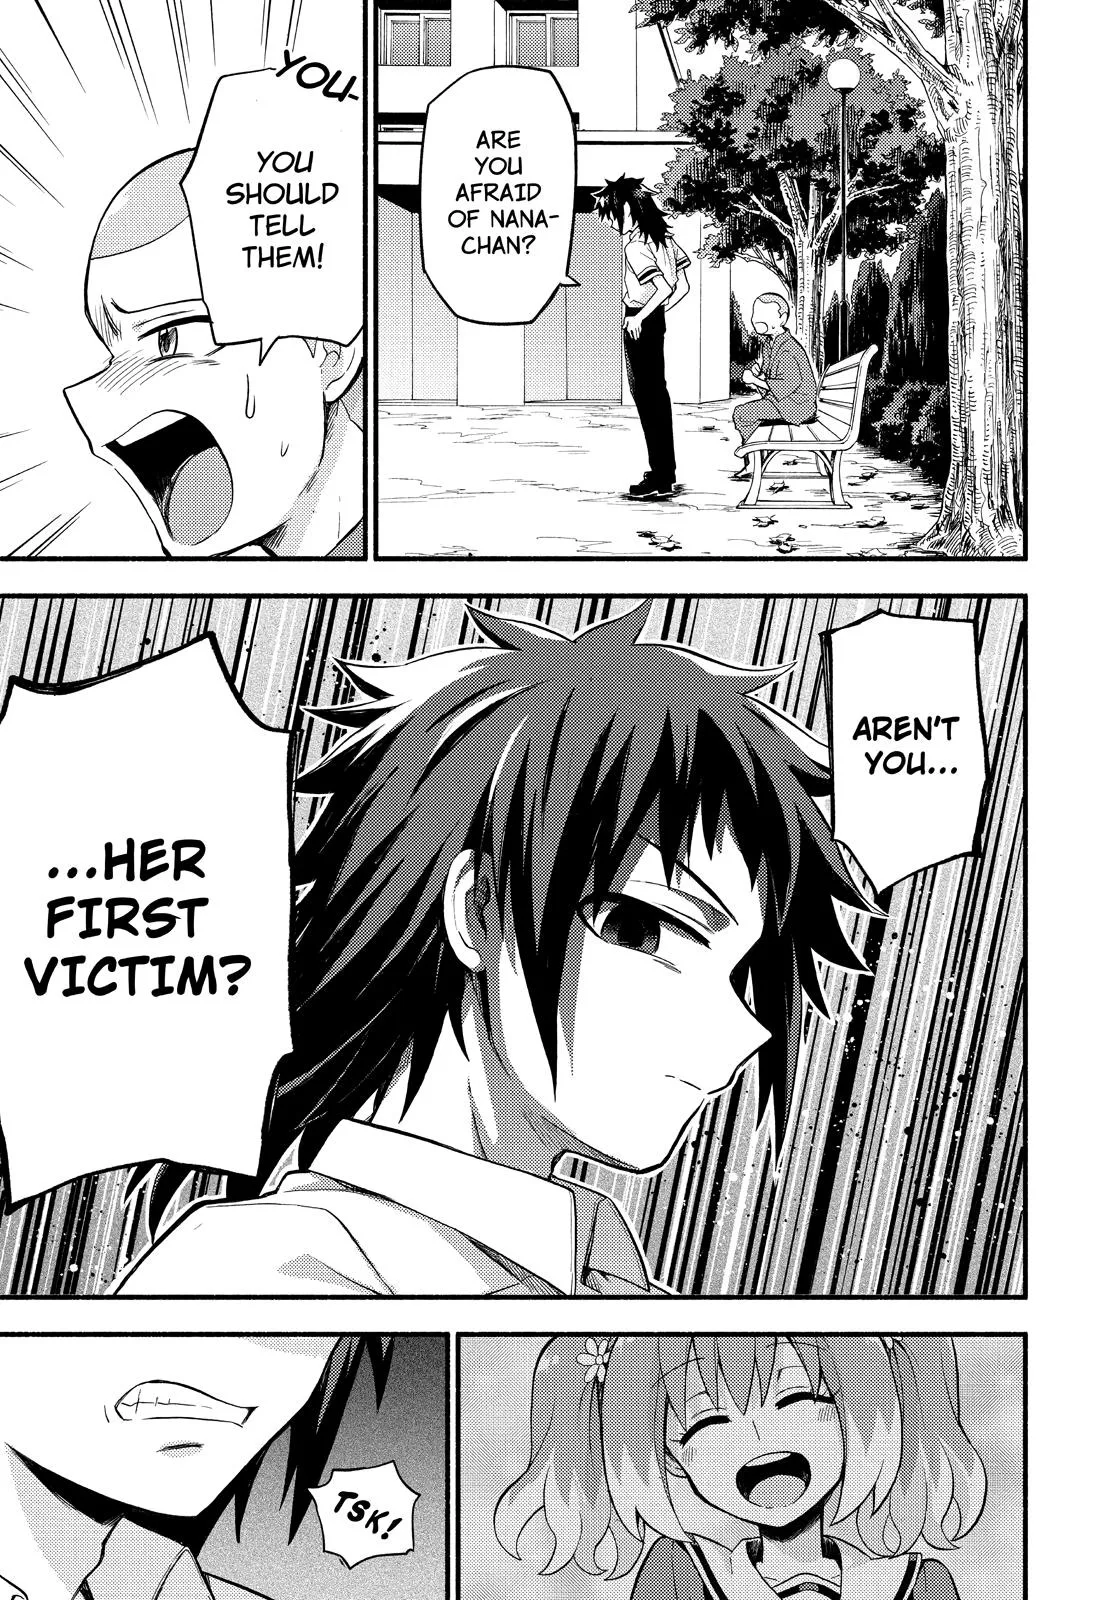 ARE
YOU
AFRAID
OF NANA-
CHAN?
YOU-
YOU
SHOULD
TELL
THEM!
AREN'T
YOU...
...HER
FIRST
VICTIM?
TSK!